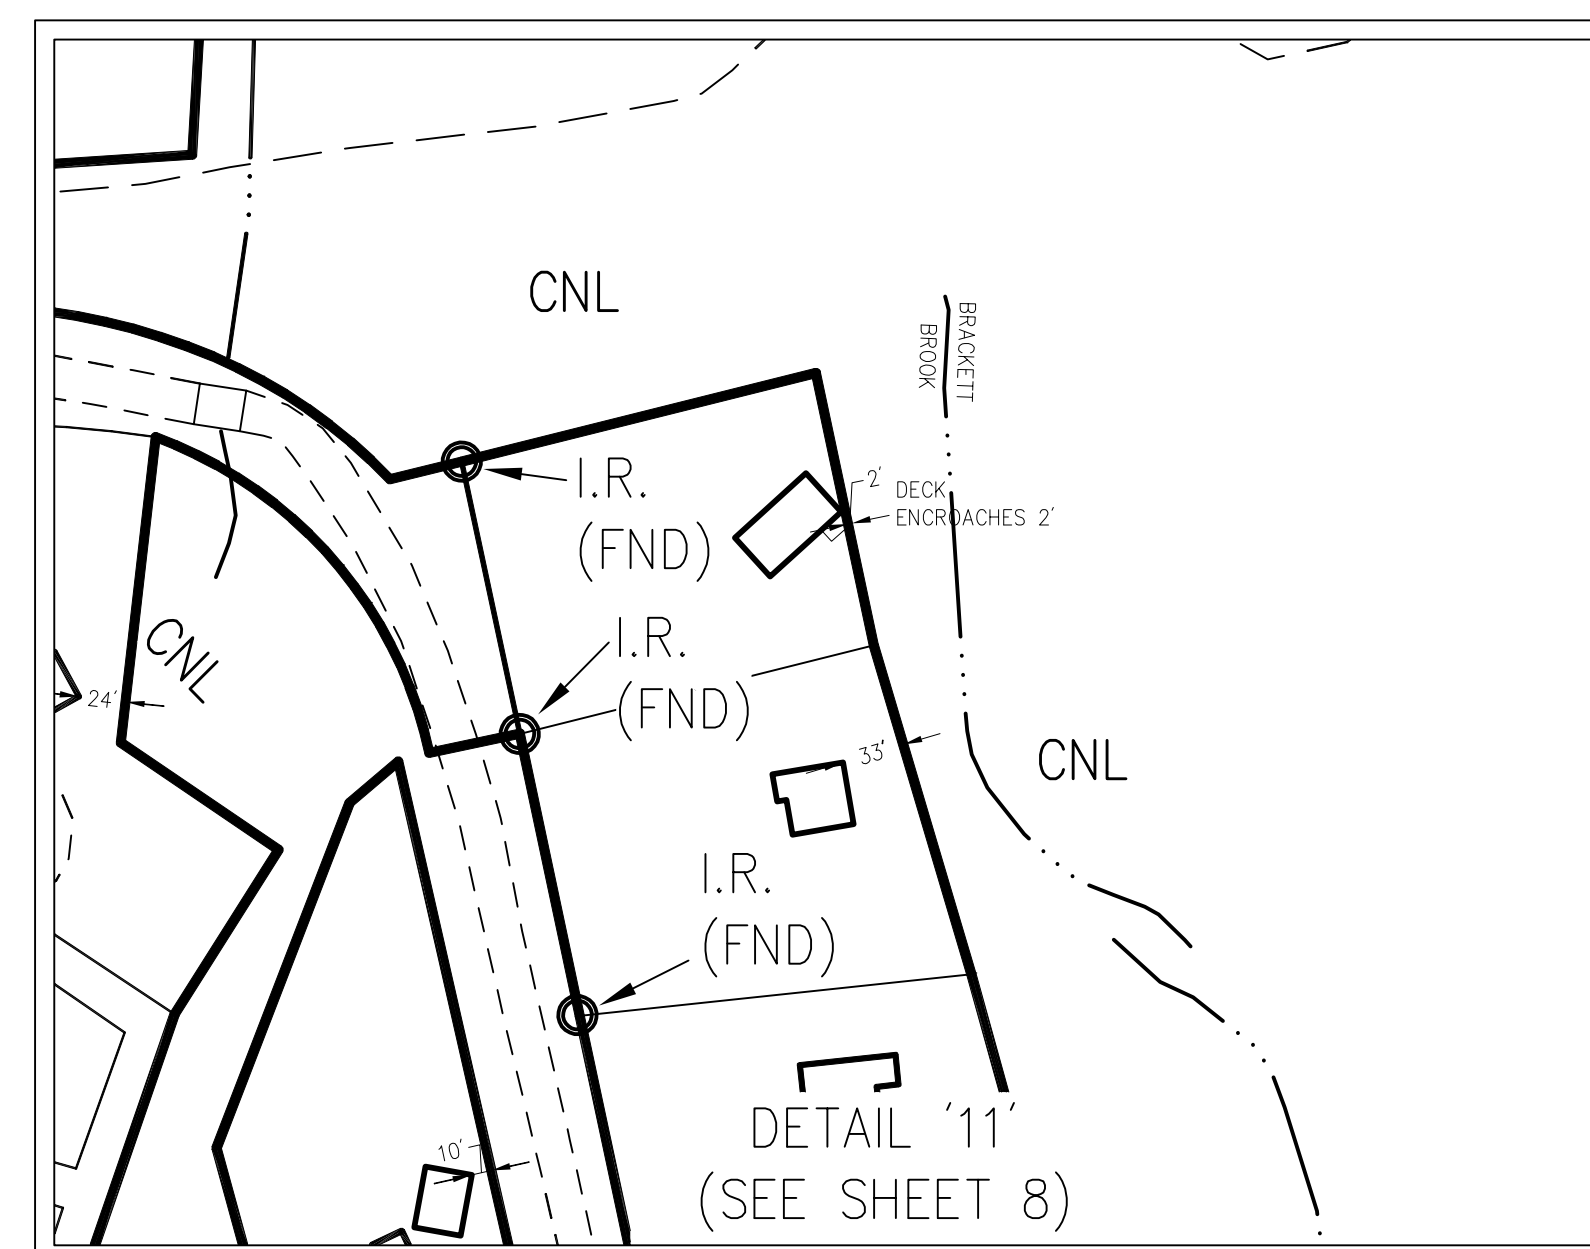 CNL
BRACKETT
BROOK
I.R.
(FND)
2'
DECK
ENCROACHES 2'
I.R.
(FND)
CNL
24'
33'
CNL
I.R.
(FND)
10'
DETAIL '11'
(SEE SHEET 8)